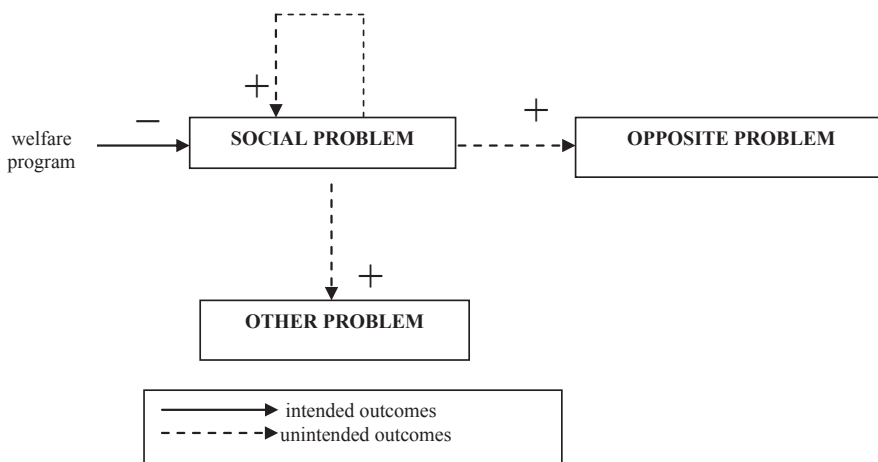 +
−
+
welfare
program
SOCIAL PROBLEM
OPPOSITE PROBLEM
+
OTHER PROBLEM
intended outcomes
unintended outcomes